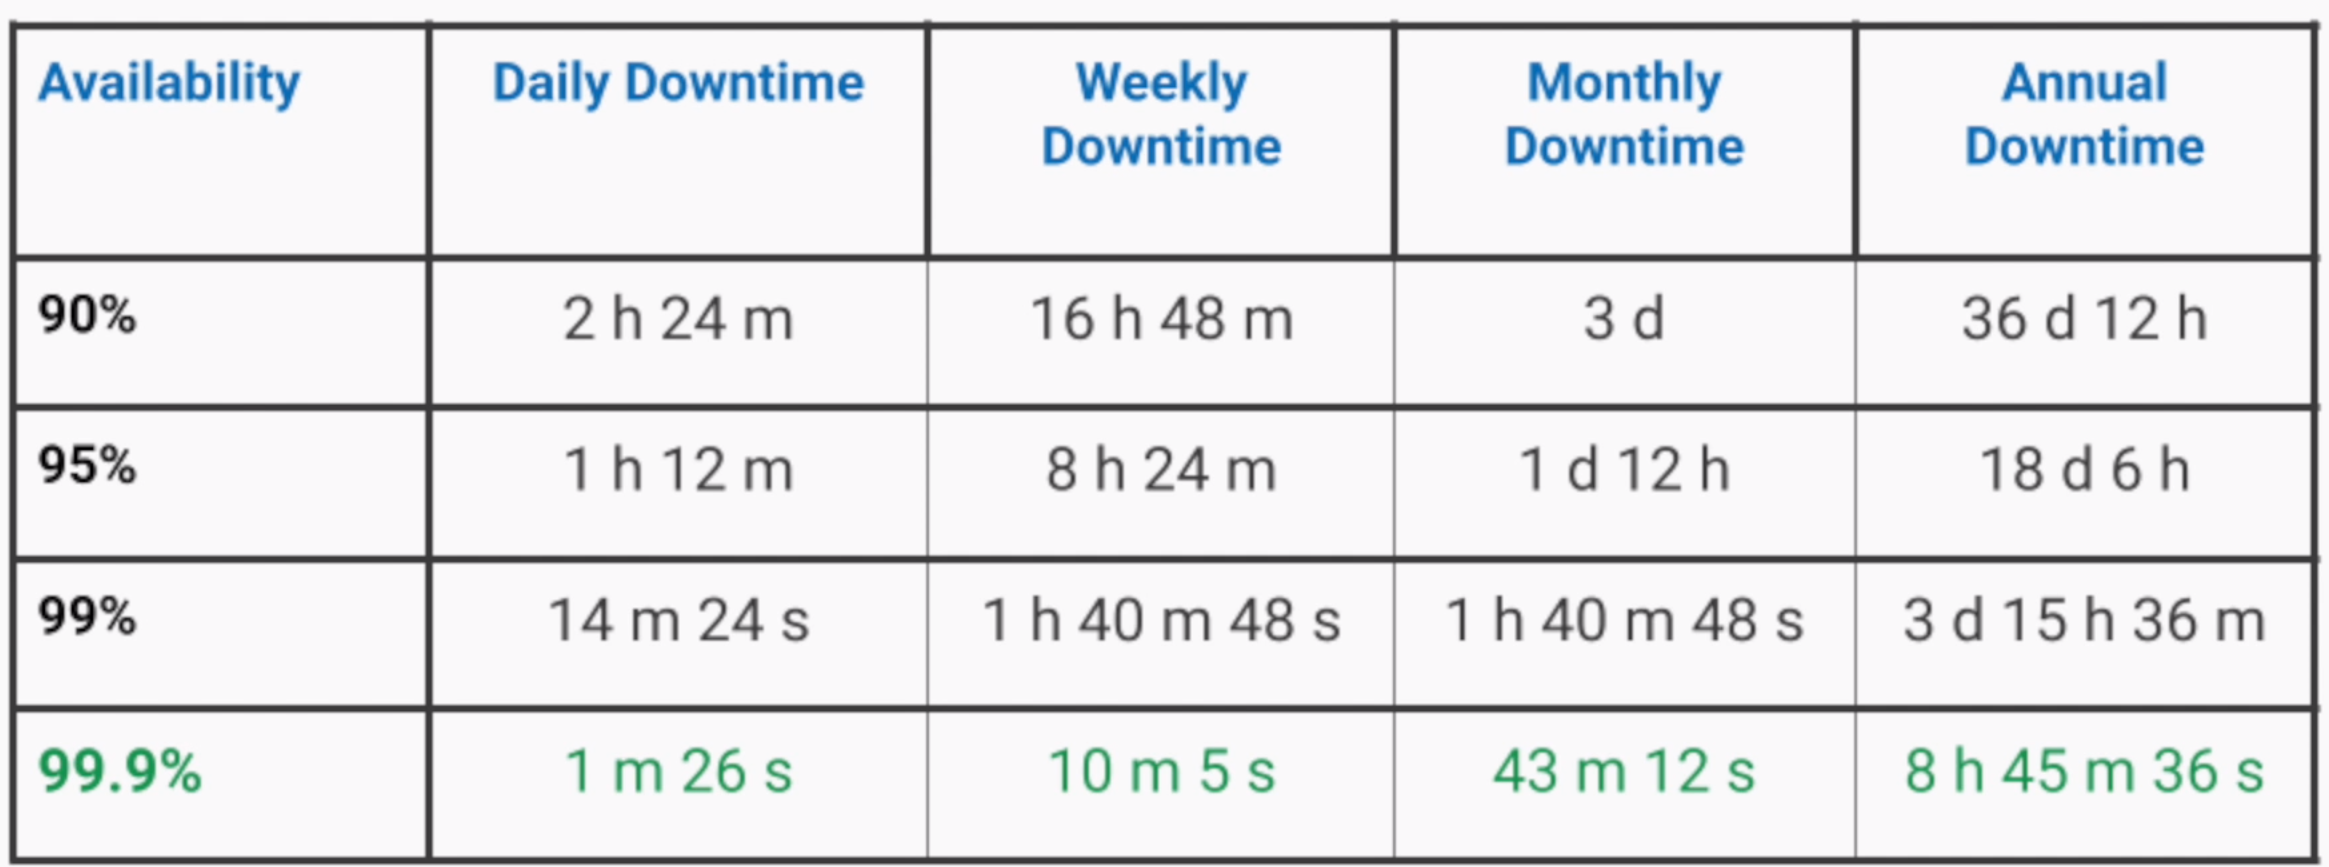 Availability Daily Downtime Weekly Downtime Monthly Downtime Annual Downtime
90% 2 h 24 m 16 h 48 m 3 d 36 d 12 h
95% 1 h 12 m 8 h 24 m 1 d 12 h 18 d 6 h
99% 14 m 24 s 1 h 40 m 48 s 1 h 40 m 48 s 3 d 15 h 36 m
99.9% 1 m 26 s 10 m 5 s 43 m 12 s 8 h 45 m 36 s